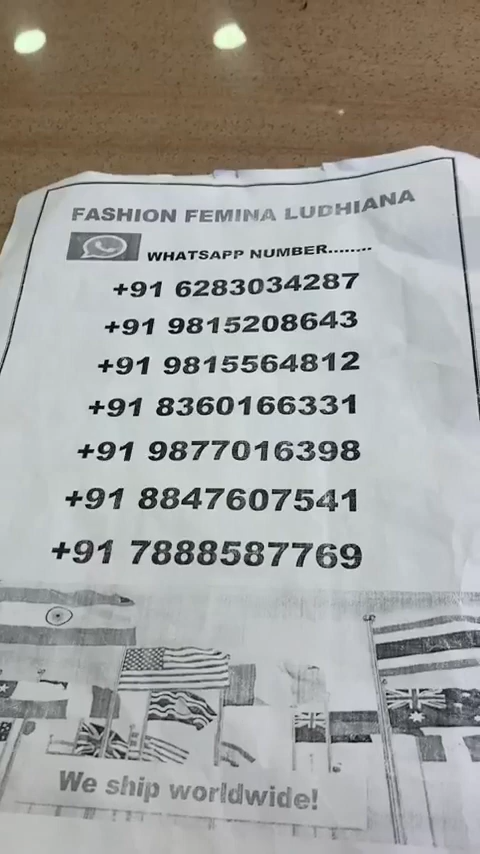 FASHION FEMINA LUDHIANA
WHATSAPP NUMBER........
+91 6283034287
+91 9815208643
+91 9815564812
+91 8360166331
+91 9877016398
+91 8847607541
+91 7888587769
We ship worldwide!